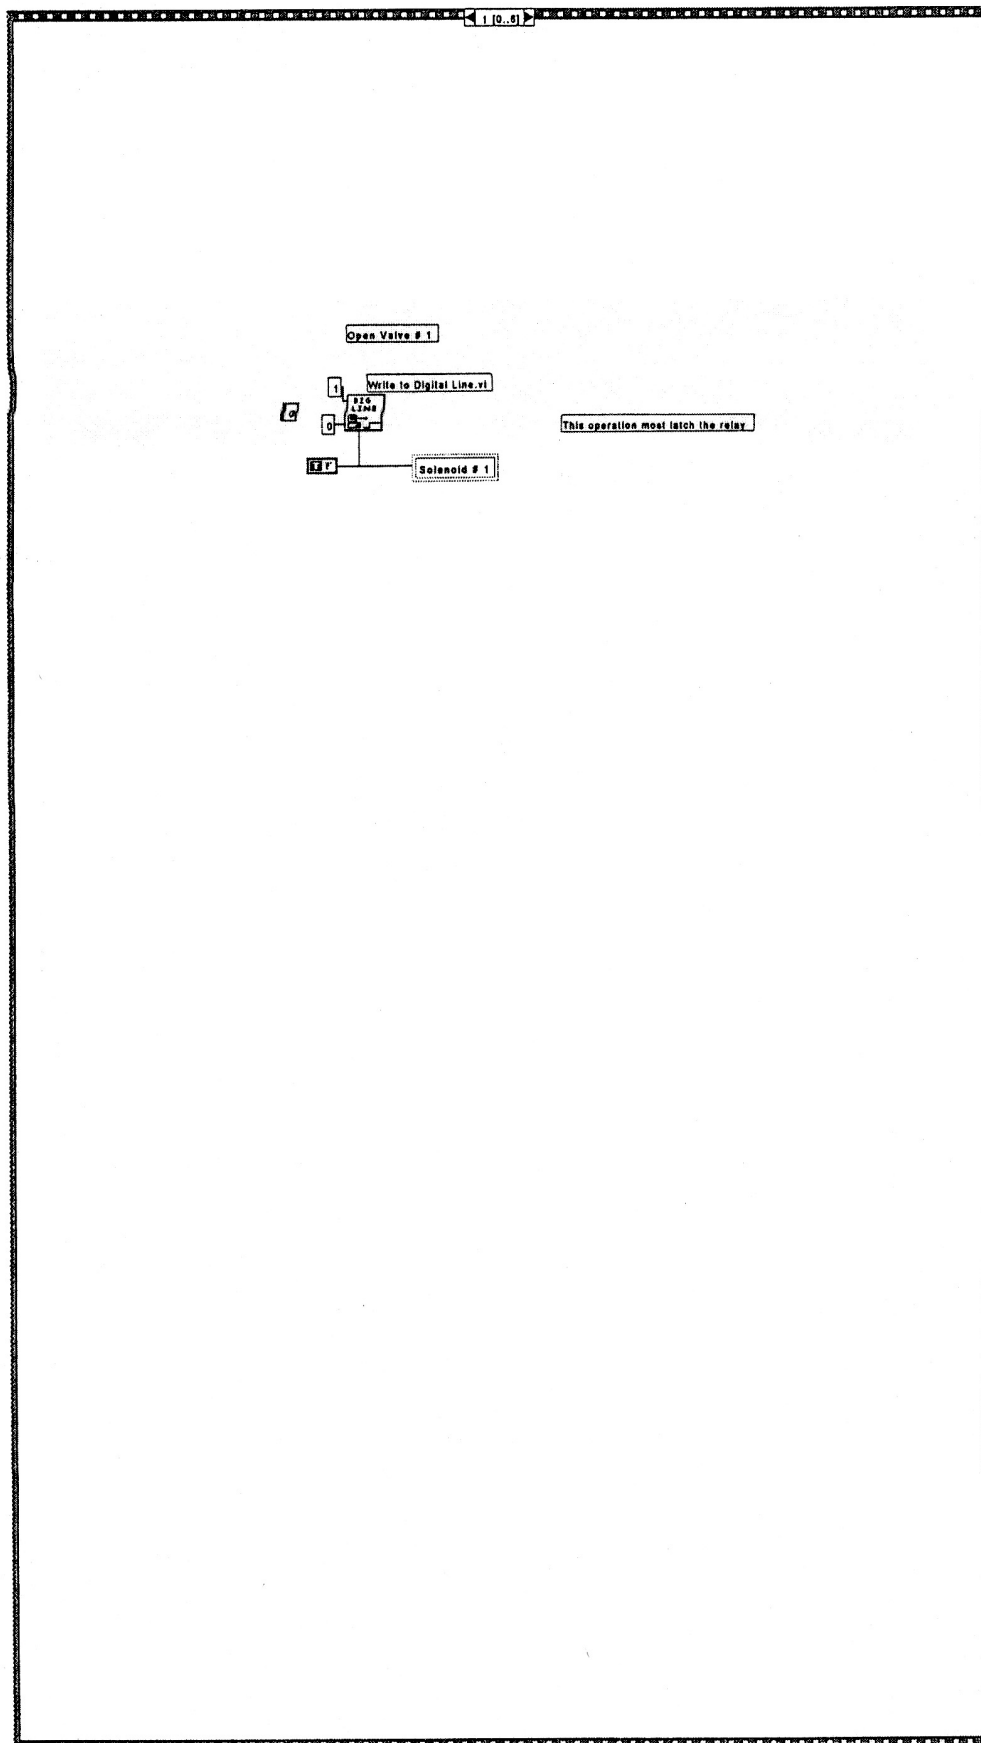 1 [0..6]
Open Valve # 1
1
Write to Digital Line.vi
DIG
LINE
0
This operation most latch the relay
T F
Solenoid # 1